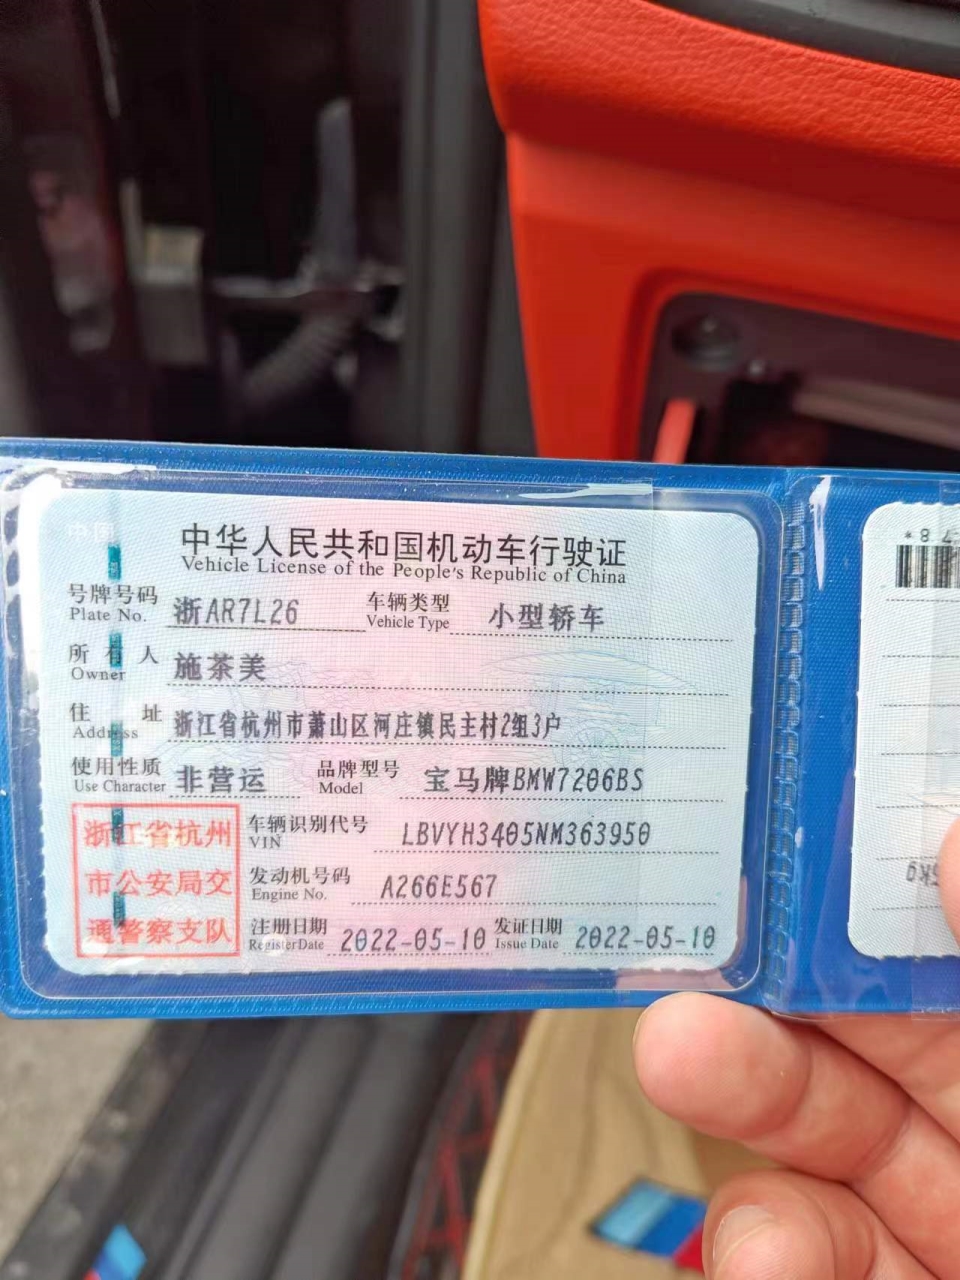 中华人民共和国机动车行驶证
Vehicle License of the People's Republic of China
号牌号码 浙AR7L26 车辆类型 小型轿车
Plate No. Vehicle Type
所有人 施茶美
Owner
住址 浙江省杭州市萧山区河庄镇民主村2组3户
Address
使用性质 非营运 品牌型号 宝马牌BMW7206BS
Use Character Model
浙江省杭州
市公安局交
通警察支队
车辆识别代号 LBVYH3405NM363950
VIN
发动机号码 A266E567
Engine No.
注册日期 2022-05-10 发证日期 2022-05-10
Register Date Issue Date